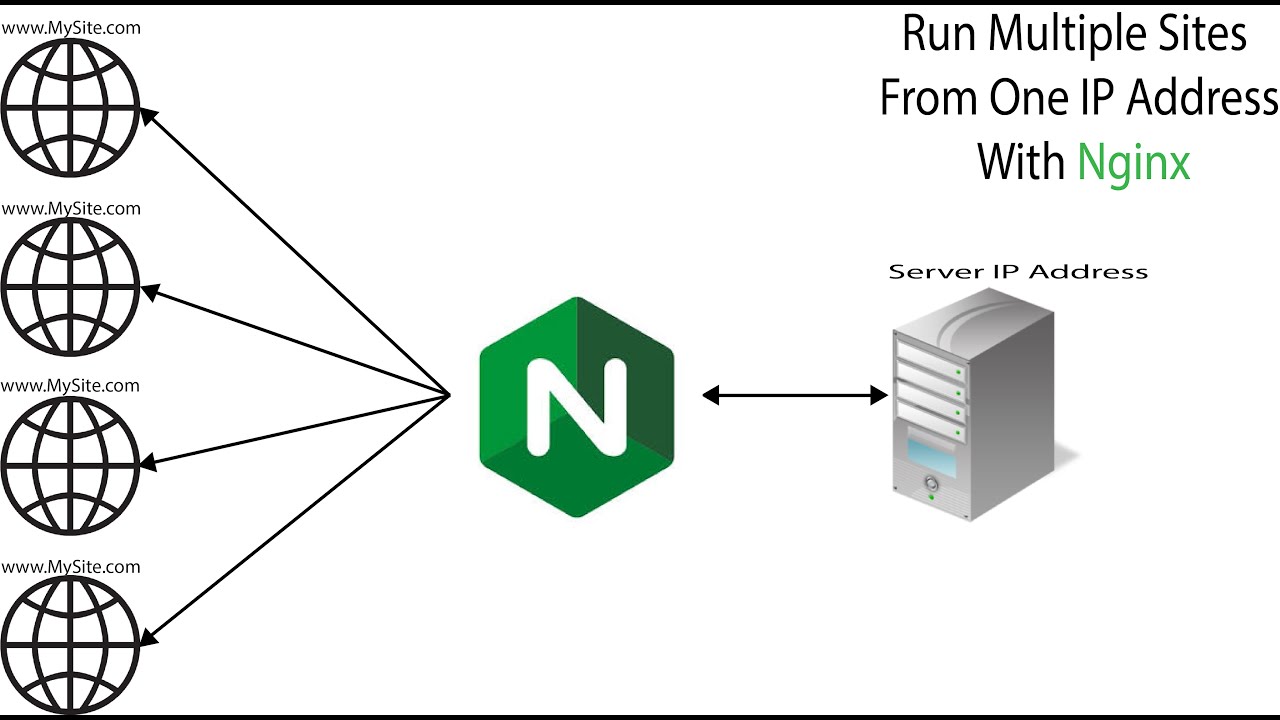 www.MySite.com
Run Multiple Sites
From One IP Address
With Nginx
www.MySite.com
Server IP Address
N
www.MySite.com
www.MySite.com